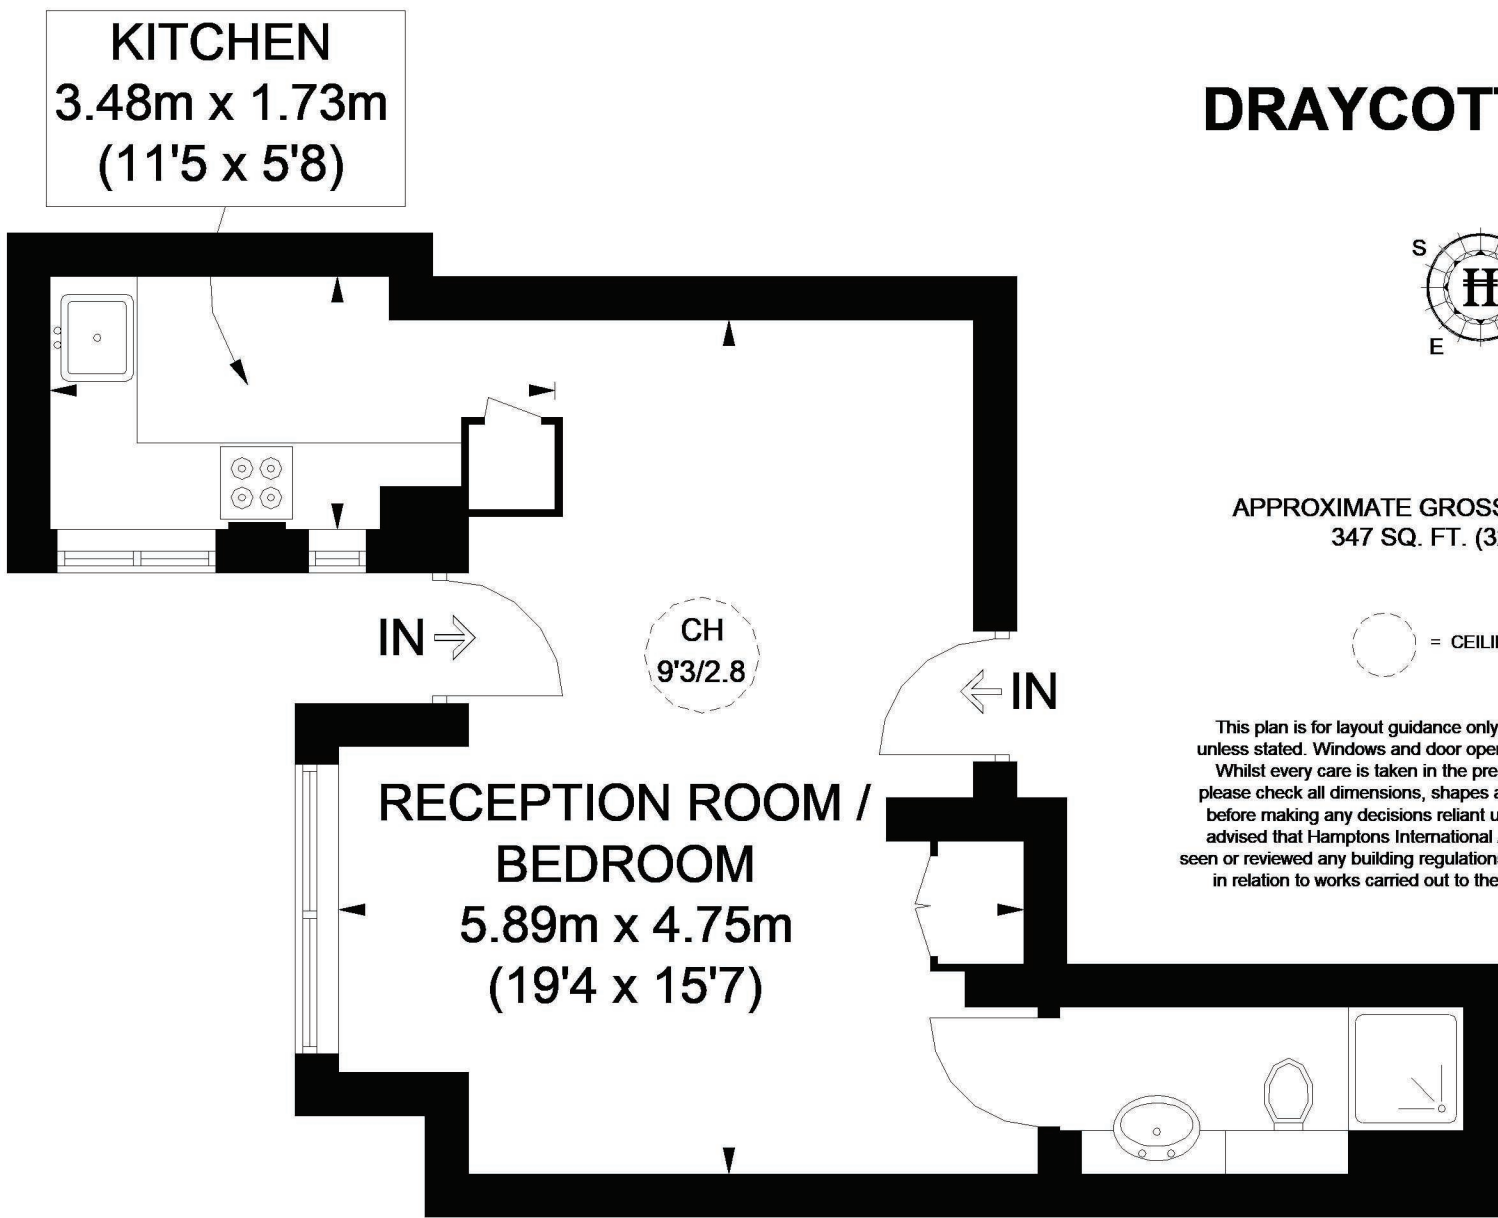 KITCHEN
3.48m x 1.73m
(11'5 x 5'8)
DRAYCOTT
S
H
E
APPROXIMATE GROSS
347 SQ. FT. (
IN
CH
9'3/2.8
IN
= CEILI
This plan is for layout guidance only
unless stated. Windows and door
Whilst every care is taken in the
please check all dimensions, shapes
before making any decisions reliant
advised that Hamptons International
seen or reviewed any building
in relation to works carried out to the
RECEPTION ROOM /
BEDROOM
5.89m x 4.75m
(19'4 x 15'7)